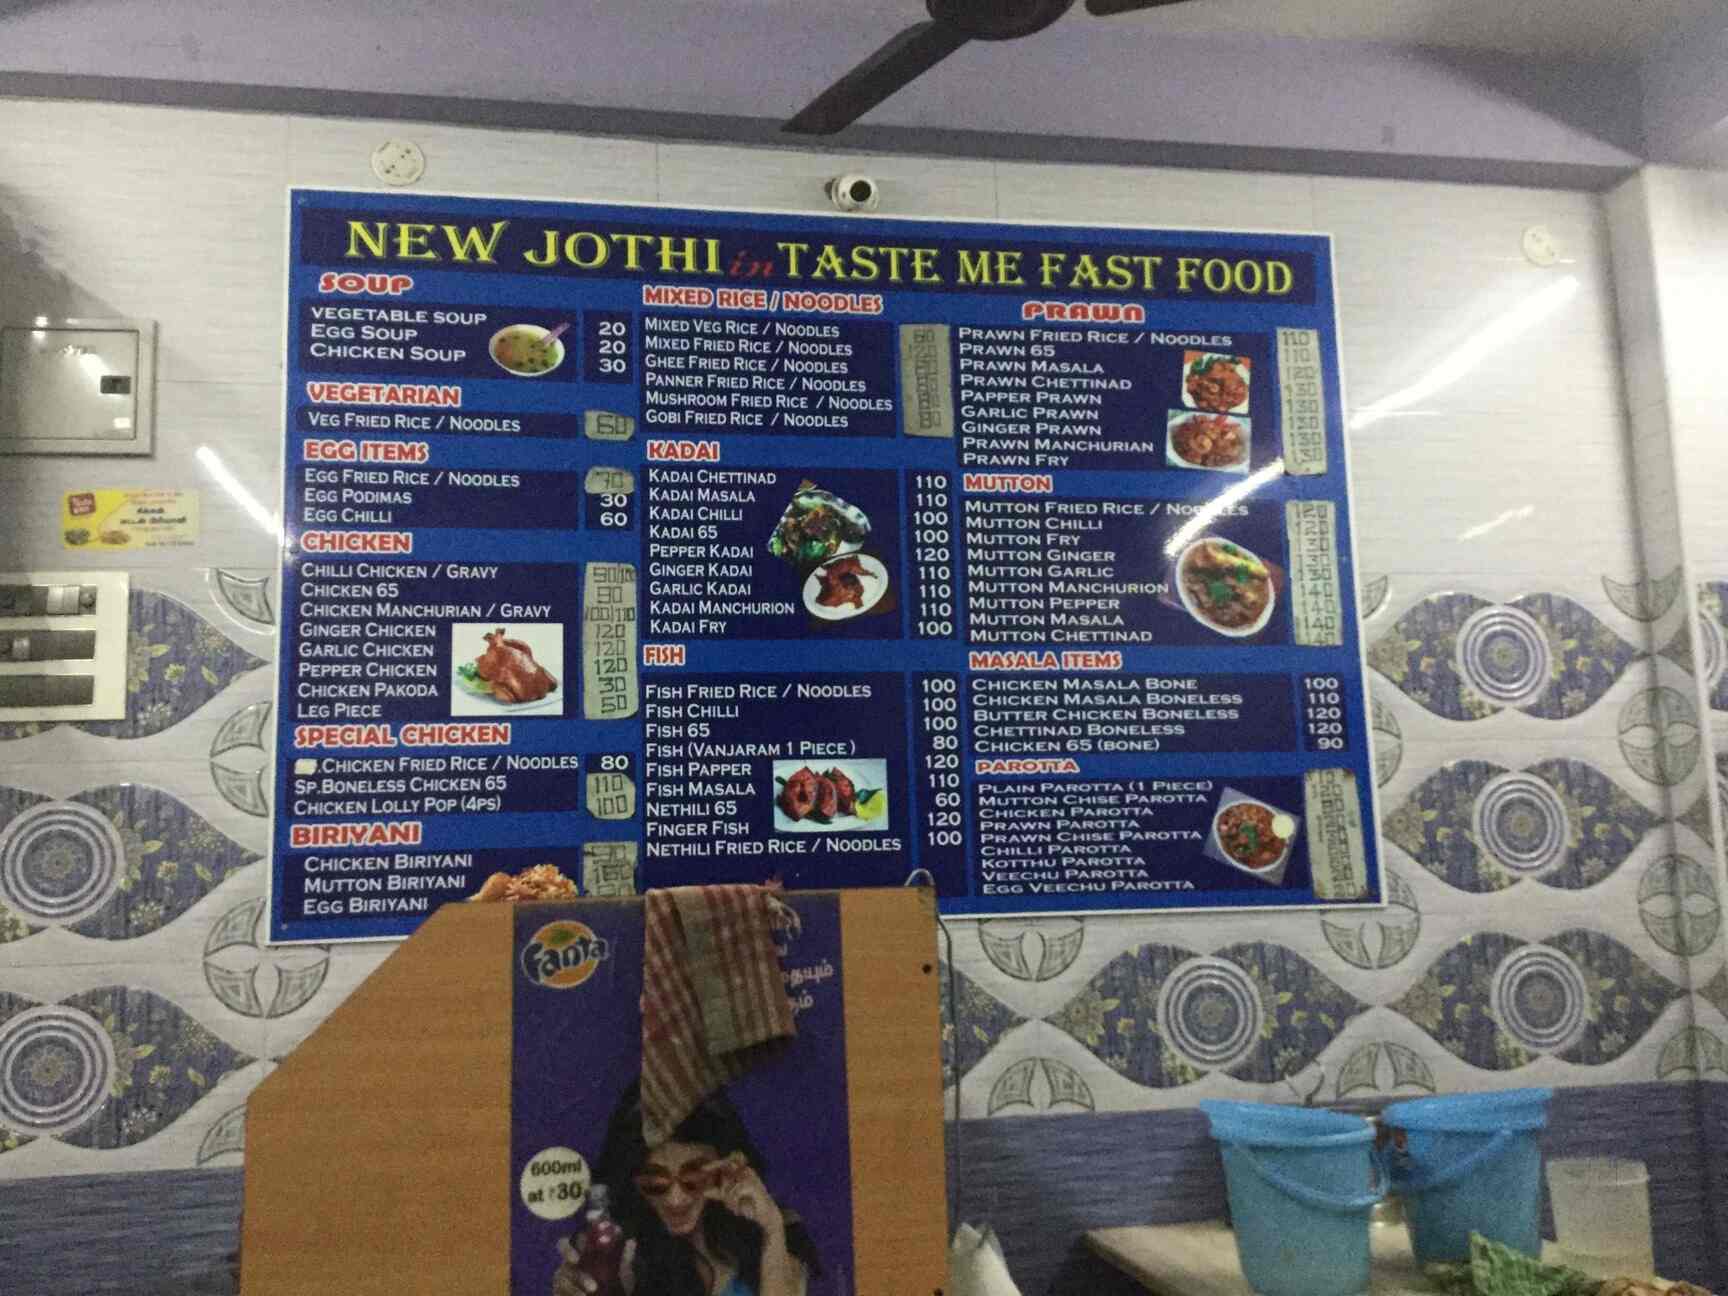 NEW JOTHI in TASTE ME FAST FOOD
SOUP
VEGETABLE SOUP 20
EGG SOUP 20
CHICKEN SOUP 30
VEGETARIAN
VEG FRIED RICE / NOODLES 60
EGG ITEMS
EGG FRIED RICE / NOODLES 70
EGG PODIMAS 30
EGG CHILLI 60
CHICKEN
CHILLI CHICKEN / GRAVY 90/100
CHICKEN 65 90
CHICKEN MANCHURIAN / GRAVY 100/110
GINGER CHICKEN 120
GARLIC CHICKEN 120
PEPPER CHICKEN 120
CHICKEN PAKODA 30
LEG PIECE 50
SPECIAL CHICKEN
.CHICKEN FRIED RICE / NOODLES 80
SP.BONELESS CHICKEN 65 110
CHICKEN LOLLY POP (4PS) 100
BIRIYANI
CHICKEN BIRIYANI
MUTTON BIRIYANI
EGG BIRIYANI
MIXED RICE / NOODLES
MIXED VEG RICE / NOODLES
MIXED FRIED RICE / NOODLES
GHEE FRIED RICE / NOODLES
PANNER FRIED RICE / NOODLES
MUSHROOM FRIED RICE / NOODLES
GOBI FRIED RICE / NOODLES
KADAI
KADAI CHETTINAD 110
KADAI MASALA 110
KADAI CHILLI 100
KADAI 65 100
PEPPER KADAI 120
GINGER KADAI 110
GARLIC KADAI 110
KADAI MANCHURION 110
KADAI FRY 100
FISH
FISH FRIED RICE / NOODLES 100
FISH CHILLI 100
FISH 65 100
FISH (VANJARAM 1 PIECE) 80
FISH PAPPER 120
FISH MASALA 110
NETHILI 65 60
FINGER FISH 120
NETHILI FRIED RICE / NOODLES 100
PRAWN
PRAWN FRIED RICE / NOODLES 110
PRAWN 65 110
PRAWN MASALA 120
PRAWN CHETTINAD 130
PAPPER PRAWN 130
GARLIC PRAWN 130
GINGER PRAWN 130
PRAWN MANCHURIAN 130
PRAWN FRY 130
MUTTON
MUTTON FRIED RICE / NOODLES 120
MUTTON CHILLI
MUTTON FRY
MUTTON GINGER
MUTTON GARLIC
MUTTON MANCHURION 140
MUTTON PEPPER 140
MUTTON MASALA 140
MUTTON CHETTINAD
MASALA ITEMS
CHICKEN MASALA BONE 100
CHICKEN MASALA BONELESS 110
BUTTER CHICKEN BONELESS 120
CHETTINAD BONELESS 120
CHICKEN 65 (BONE) 90
PAROTTA
PLAIN PAROTTA (1 PIECE)
MUTTON CHISE PAROTTA
CHICKEN PAROTTA
PRAWN PAROTTA
PRAWN CHISE PAROTTA
CHILLI PAROTTA
KOTTHU PAROTTA
VEECHU PAROTTA
EGG VEECHU PAROTTA
Fanta
600ml
at ₹30